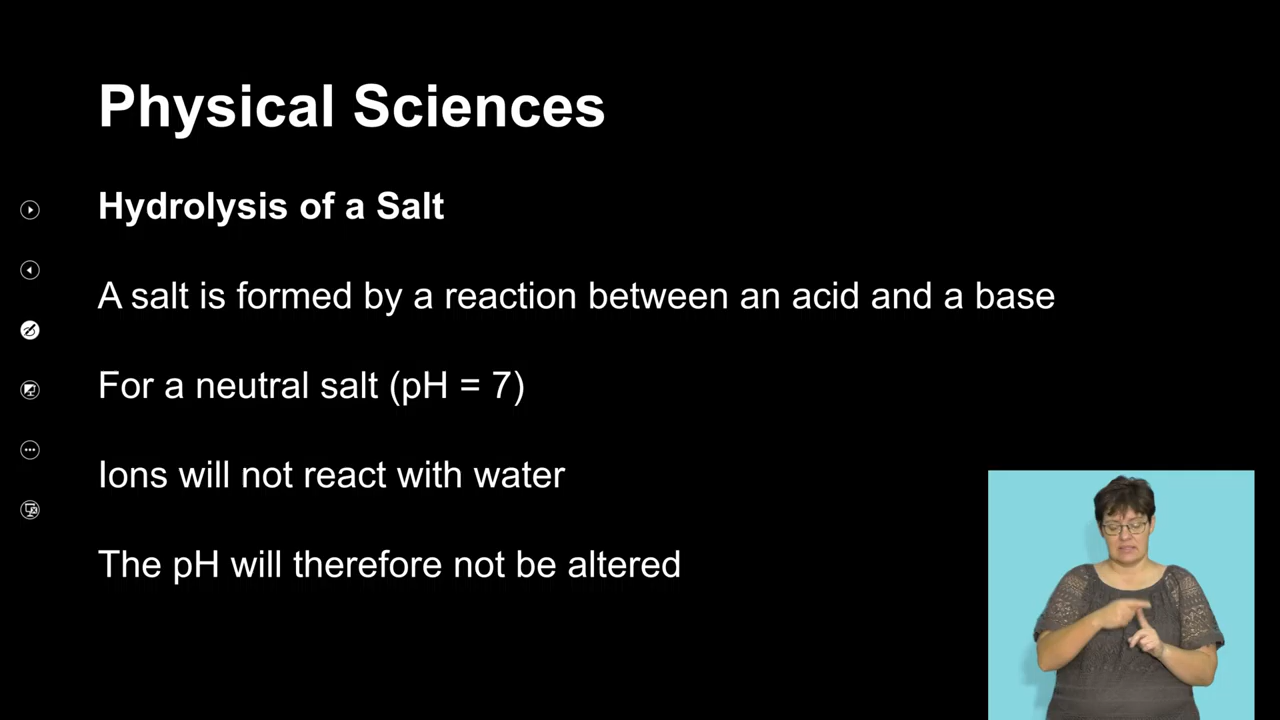 Physical Sciences
Hydrolysis of a Salt
A salt is formed by a reaction between an acid and a base
For a neutral salt (pH = 7)
Ions will not react with water
The pH will therefore not be altered